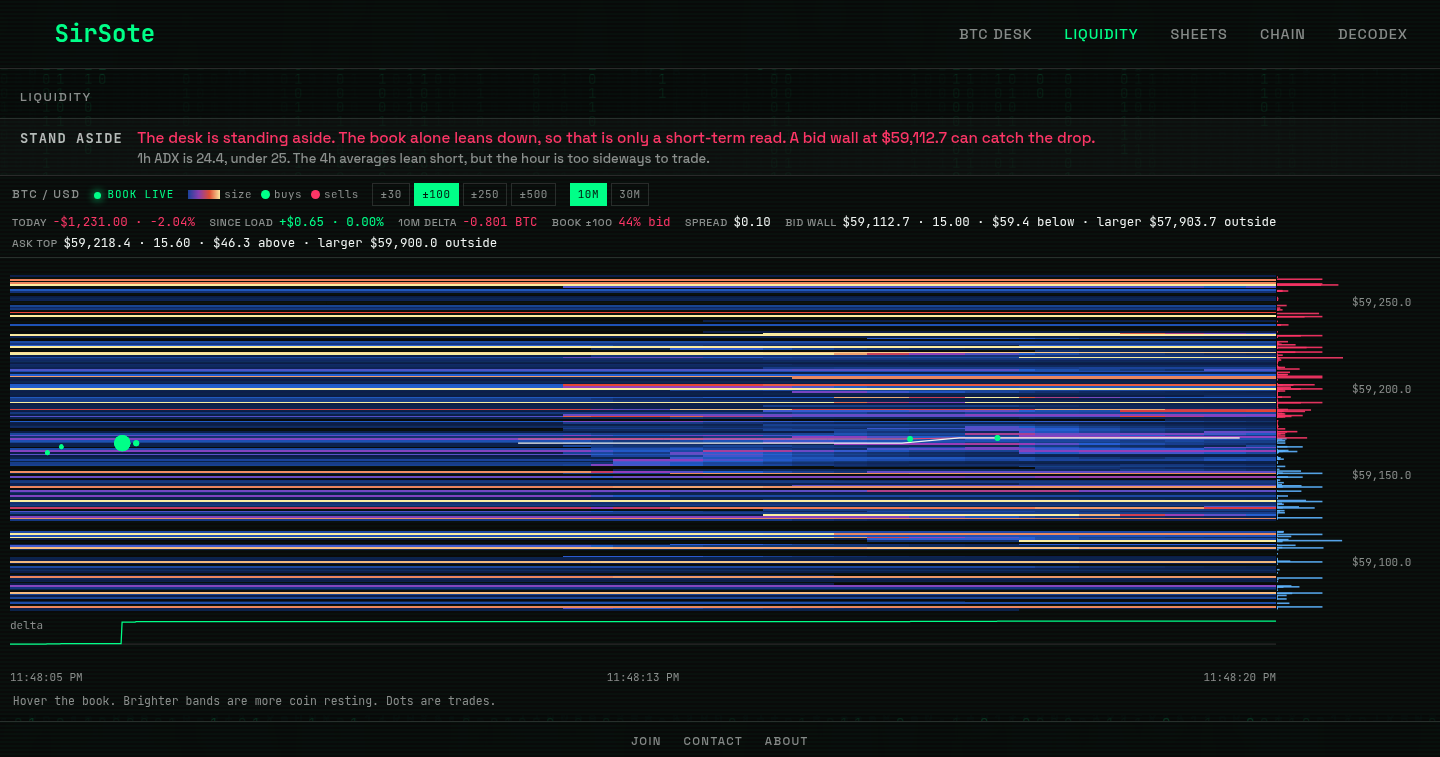 SirSote
BTC DESK LIQUIDITY SHEETS CHAIN DECODEX
LIQUIDITY
STAND ASIDE The desk is standing aside. The book alone leans down, so that is only a short-term read. A bid wall at $59,112.7 can catch the drop.
1h ADX is 24.4, under 25. The 4h averages lean short, but the hour is too sideways to trade.
BTC / USD BOOK LIVE size buys sells ±30 ±100 ±250 ±500 10M 30M
TODAY -$1,231.00 · -2.04% SINCE LOAD +$0.65 · 0.00% 10M DELTA -0.801 BTC BOOK ±100 44% bid SPREAD $0.10 BID WALL $59,112.7 · 15.00 · $59.4 below · larger $57,903.7 outside
ASK TOP $59,218.4 · 15.60 · $46.3 above · larger $59,900.0 outside
$59,250.0
$59,200.0
$59,150.0
$59,100.0
delta
11:48:05 PM 11:48:13 PM 11:48:20 PM
Hover the book. Brighter bands are more coin resting. Dots are trades.
JOIN CONTACT ABOUT